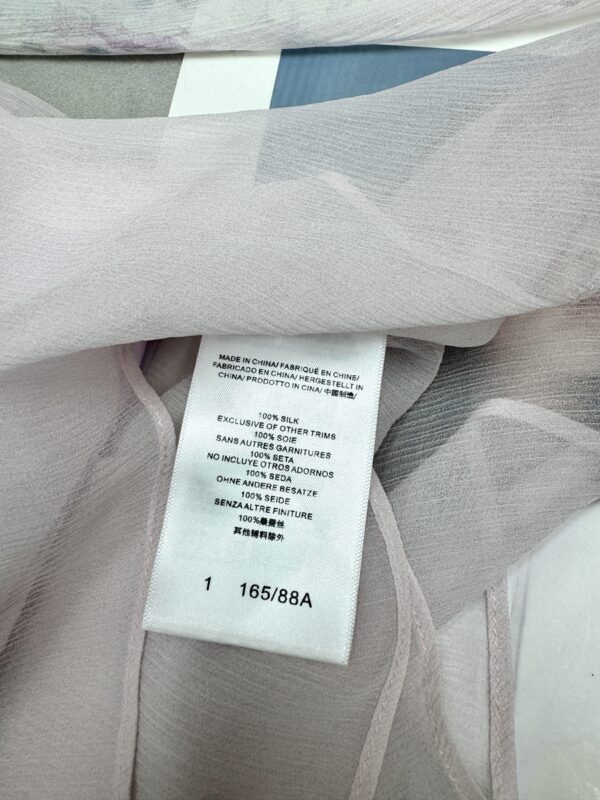 MADE IN CHINA/ FABRIQUÉ EN CHINE/
FABRICADO EN CHINA/ HERGESTELLT IN
CHINA/ PRODOTTO IN CINA/ 中国制造/
100% SILK
EXCLUSIVE OF OTHER TRIMS
100% SOIE
SANS AUTRES GARNITURES
100% SETA
NO INCLUYE OTROS ADORNOS
100% SEDA
OHNE ANDERE BESATZE
100% SEIDE
SENZA ALTRE FINITURE
100%桑蚕丝
其他辅料除外
1 165/88A